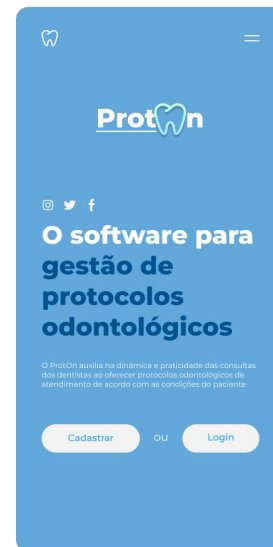 ProtOn
O software para
gestão de
protocolos
odontológicos
O ProtOn auxilia na dinâmica e praticidade das consultas
dos dentistas ao oferecer protocolos odontológicos de
atendimento de acordo com as condições do paciente
Cadastrar ou Login